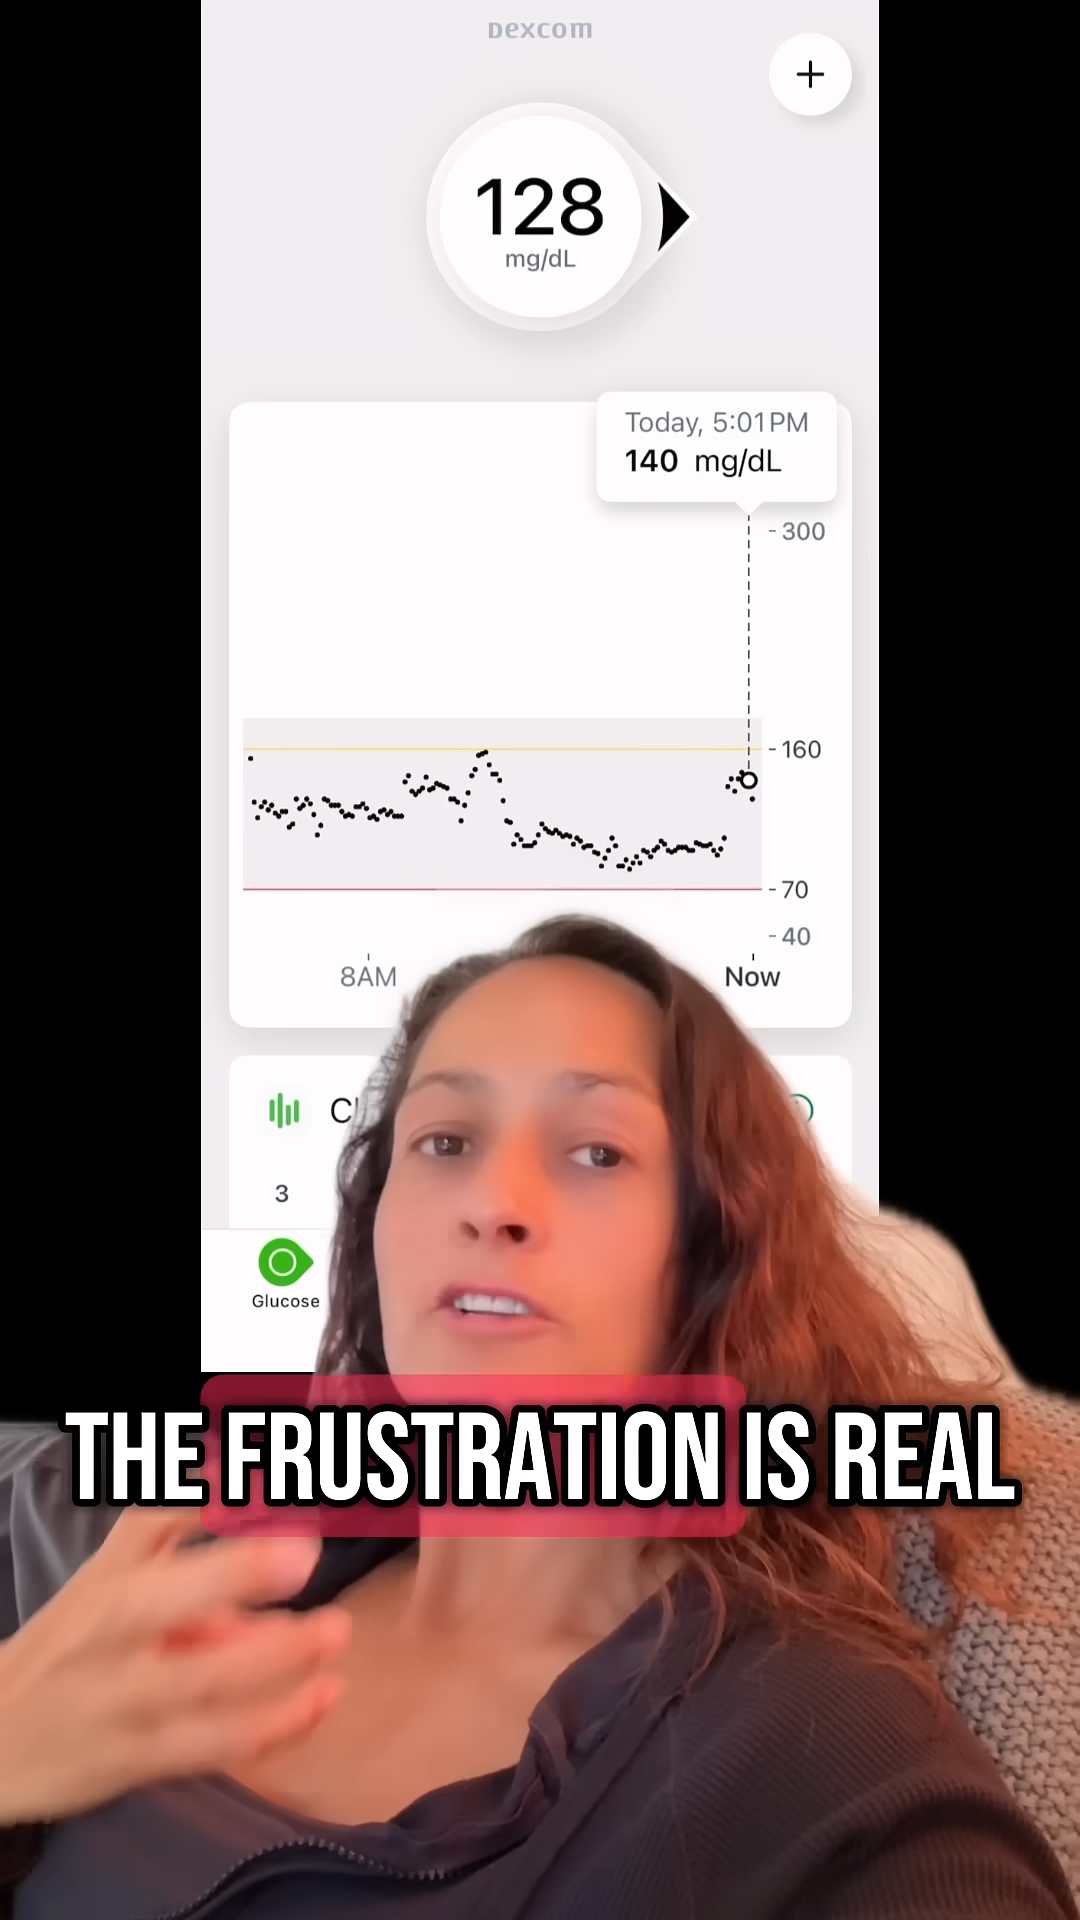 Dexcom
+
128
mg/dL
Today, 5:01 PM
140 mg/dL
300
160
70
40
8AM
Now
3
Glucose
THE FRUSTRATION IS REAL